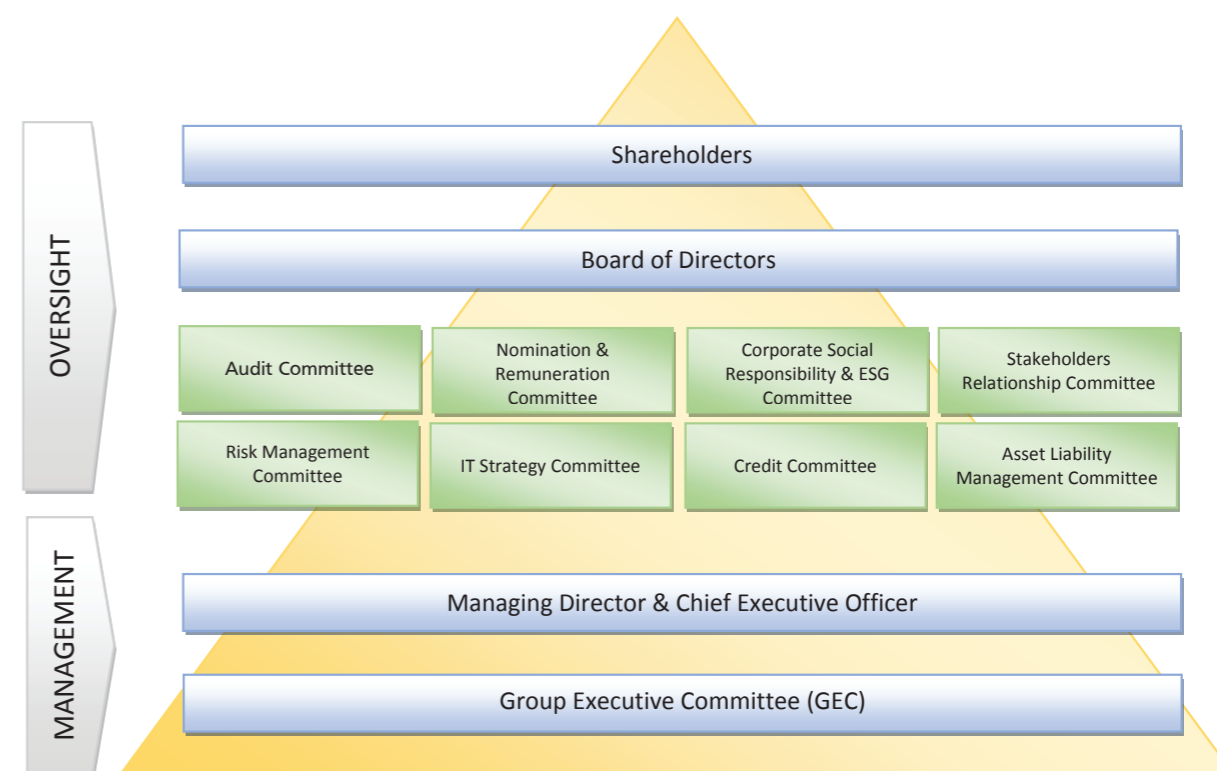 OVERSIGHT
Shareholders
Board of Directors
Audit Committee
Nomination &
Remuneration
Committee
Corporate Social
Responsibility & ESG
Committee
Stakeholders
Relationship Committee
Risk Management
Committee
IT Strategy Committee
Credit Committee
Asset Liability
Management Committee
MANAGEMENT
Managing Director & Chief Executive Officer
Group Executive Committee (GEC)